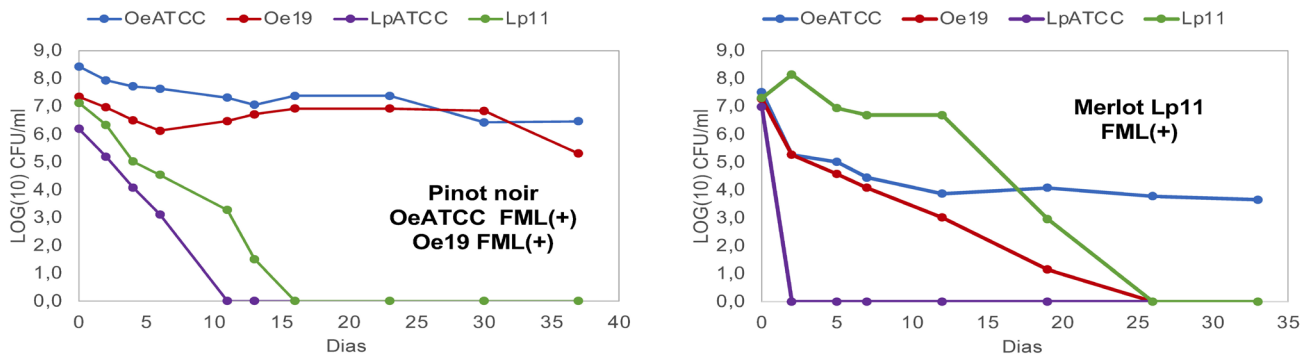 OeATCC Oe19 LpATCC Lp11
9,0
8,0
7,0
6,0
5,0
4,0
3,0
2,0
1,0
0,0
LOG(10) CFU/ml
Pinot noir
OeATCC FML(+)
Oe19 FML(+)
0 5 10 15 20 25 30 35 40
Dias
OeATCC Oe19 LpATCC Lp11
9,0
8,0
7,0
6,0
5,0
4,0
3,0
2,0
1,0
0,0
LOG(10) CFU/ml
Merlot Lp11
FML(+)
0 5 10 15 20 25 30 35
Dias